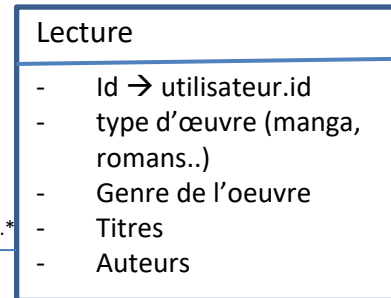 Lecture
- Id → utilisateur.id
- type d’œuvre (manga,
romans..)
- Genre de l’oeuvre
.* - Titres
- Auteurs